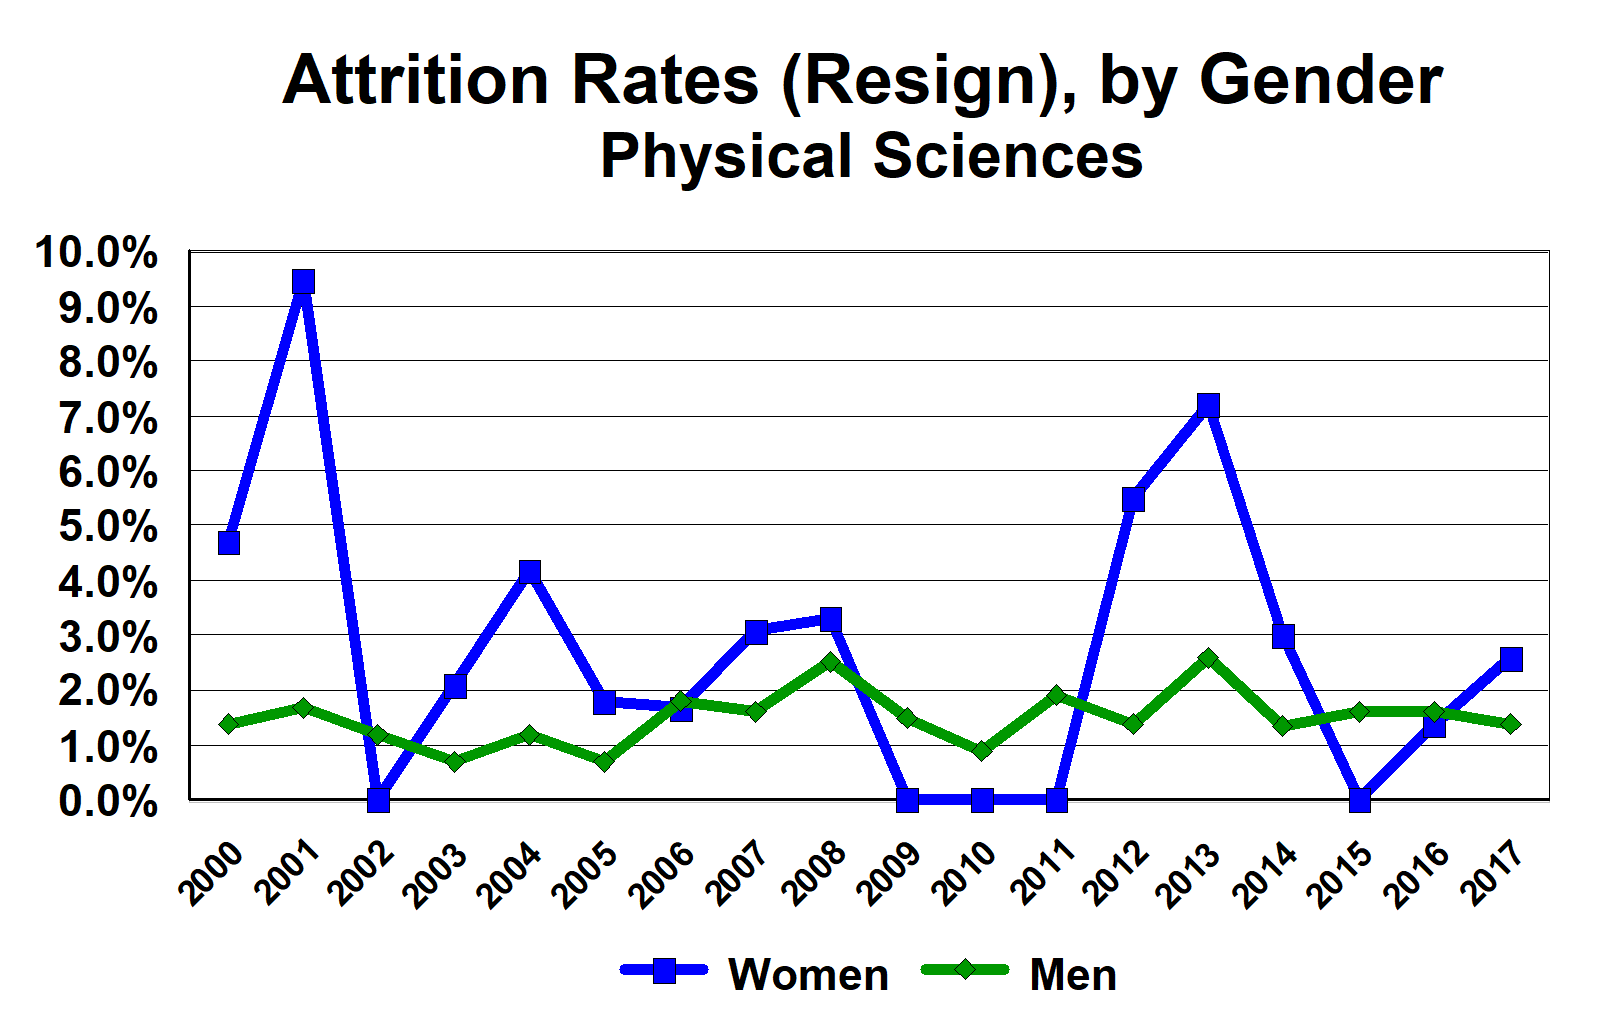 Attrition Rates (Resign), by Gender
Physical Sciences
10.0%
9.0%
8.0%
7.0%
6.0%
5.0%
4.0%
3.0%
2.0%
1.0%
0.0%
2000 2001 2002 2003 2004 2005 2006 2007 2008 2009 2010 2011 2012 2013 2014 2015 2016 2017
Women Men